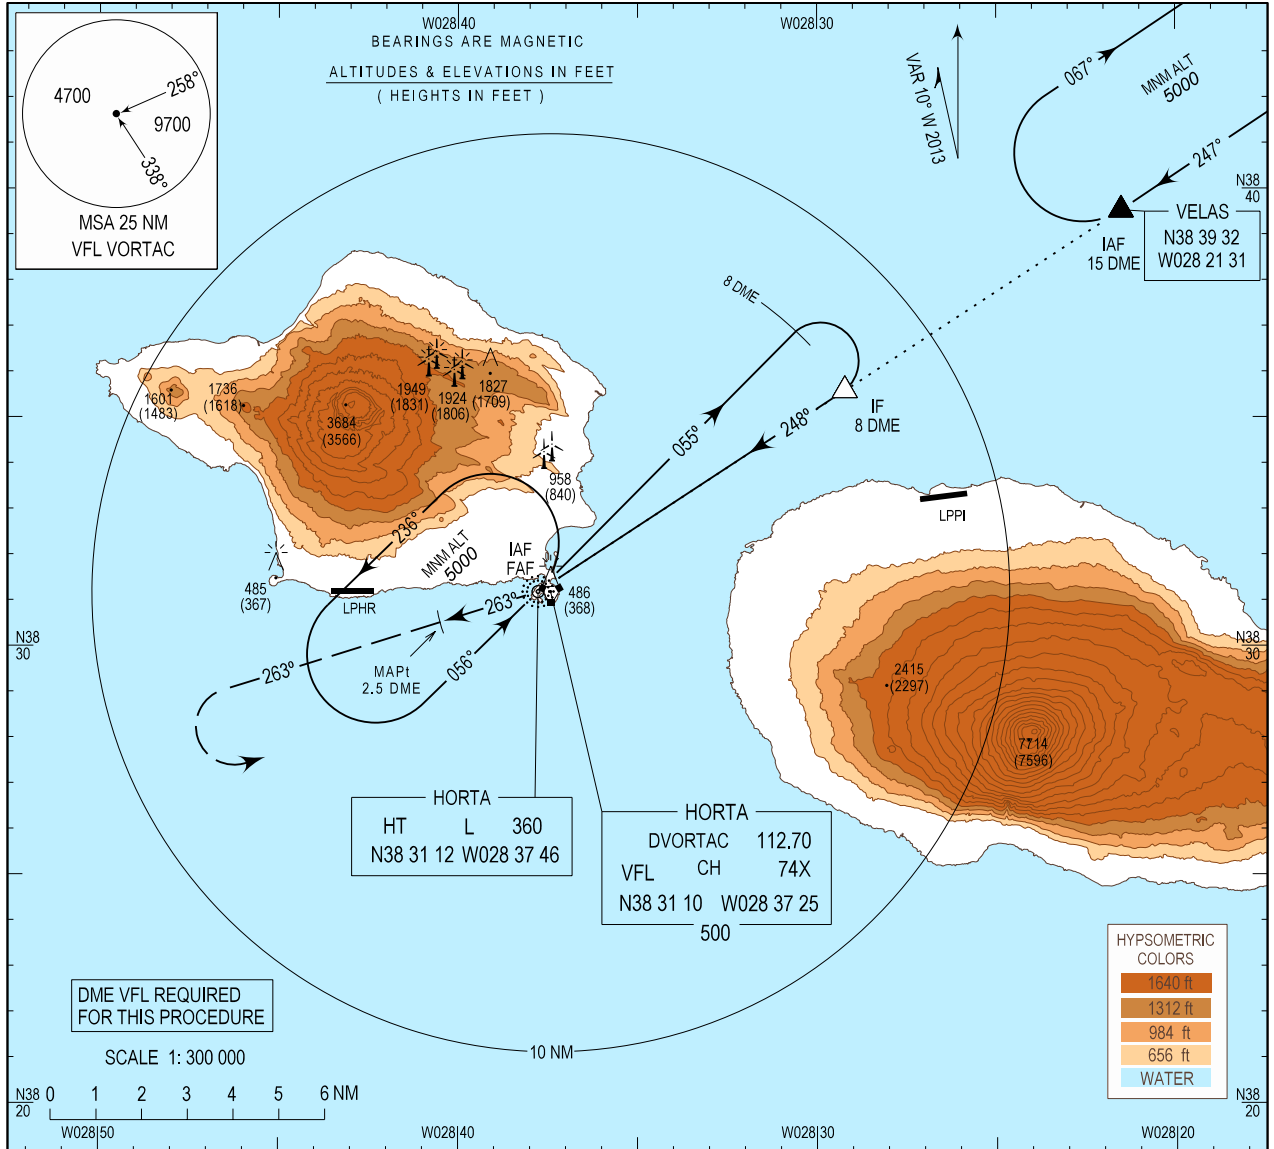 W028 40
W028 30
BEARINGS ARE MAGNETIC
ALTITUDES & ELEVATIONS IN FEET
( HEIGHTS IN FEET )
4700
258°
9700
338°
MSA 25 NM
VFL VORTAC
VAR 10° W 2013
067°
MNM ALT
5000
247°
N38
40
VELAS
N38 39 32
W028 21 31
IAF
15 DME
8 DME
IF
8 DME
055°
248°
1601
(1483)
1736
(1618)
3684
(3566)
1949
(1831)
1924
(1806)
1827
(1709)
958
(840)
LPPI
236°
MNM ALT
5000
IAF
FAF
485
(367)
LPHR
486
(368)
263°
263°
056°
MAPt
2.5 DME
N38
30
N38
30
2415
(2297)
7714
(7596)
HORTA
HT L 360
N38 31 12 W028 37 46
HORTA
DVORTAC 112.70
VFL CH 74X
N38 31 10 W028 37 25
500
HYPSOMETRIC
COLORS
1640 ft
1312 ft
984 ft
656 ft
WATER
DME VFL REQUIRED
FOR THIS PROCEDURE
SCALE 1: 300 000
0 1 2 3 4 5 6 NM
10 NM
N38
20
N38
20
W028 50
W028 40
W028 30
W028 20